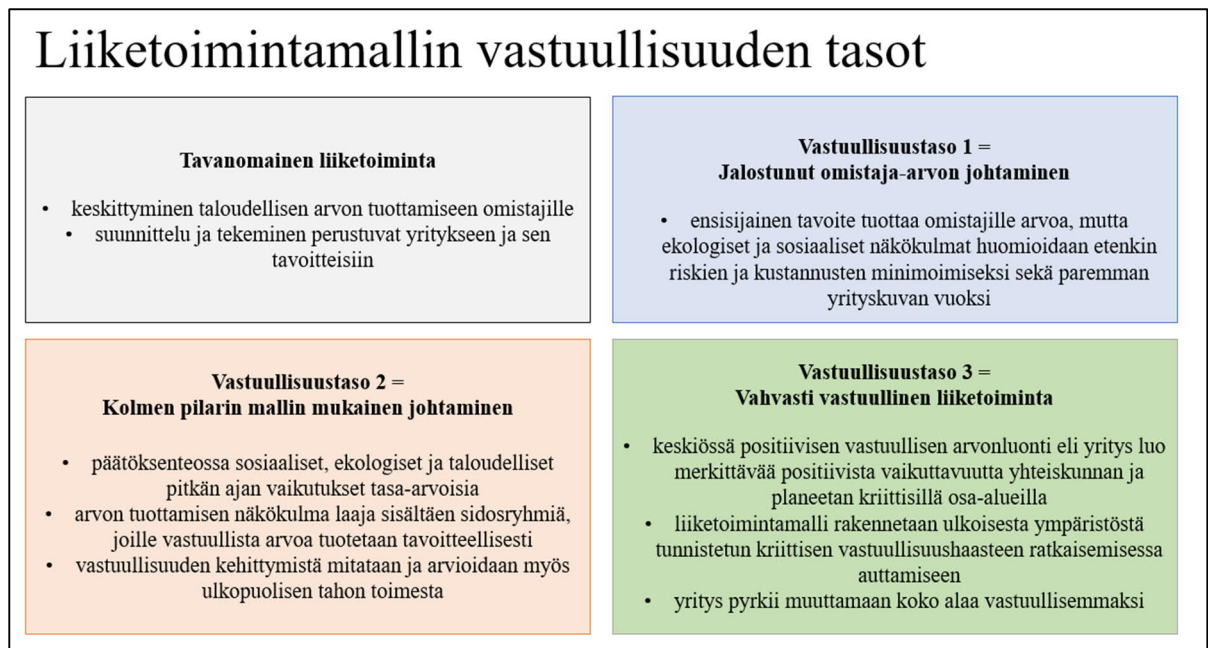 Liiketoimintamallin vastuullisuuden tasot
Tavanomainen liiketoiminta
• keskittyminen taloudellisen arvon tuottamiseen omistajille
• suunnittelu ja tekeminen perustuvat yritykseen ja sen
tavoitteisiin
Vastuullisuustaso 1 =
Jalostunut omistaja-arvon johtaminen
• ensisijainen tavoite tuottaa omistajille arvoa, mutta
ekologiset ja sosiaaliset näkökulmat huomioidaan etenkin
riskien ja kustannusten minimoimiseksi sekä paremman
yrityskuvan vuoksi
Vastuullisuustaso 2 =
Kolmen pilarin mallin mukainen johtaminen
• päätöksenteossa sosiaaliset, ekologiset ja taloudelliset
pitkän ajan vaikutukset tasa-arvoisia
• arvon tuottamisen näkökulma laaja sisältäen sidosryhmiä,
joille vastuullista arvoa tuotetaan tavoitteellisesti
• vastuullisuuden kehittymistä mitataan ja arvioidaan myös
ulkopuolisen tahon toimesta
Vastuullisuustaso 3 =
Vahvasti vastuullinen liiketoiminta
• keskiössä positiivisen vastuullisen arvonluonti eli yritys luo
merkittävää positiivista vaikuttavuutta yhteiskunnan ja
planeetan kriittisillä osa-alueilla
• liiketoimintamalli rakennetaan ulkoisesta ympäristöstä
tunnistetun kriittisen vastuullisuushaasteen ratkaisemisessa
auttamiseen
• yritys pyrkii muuttamaan koko alaa vastuullisemmaksi